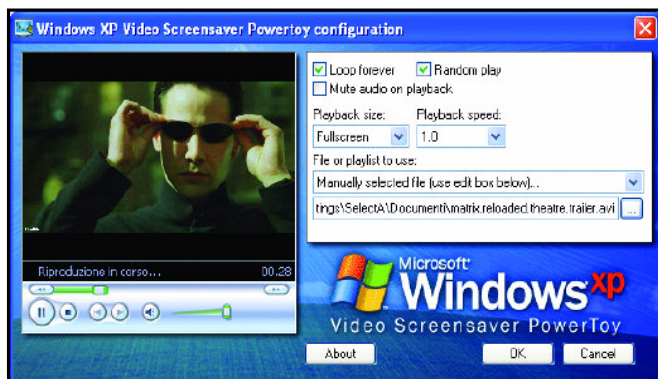 Windows XP Video Screensaver Powertoy configuration
Loop forever
Random play
Mute audio on playback
Playback size:
Playback speed:
Fullscreen
1.0
File or playlist to use:
Manually selected file (use edit box below)...
tings\SelectA\Documenti\matrix.reloaded.theatre.trailer.avi
...
Riproduzione in corso...
00.28
Microsoft
Windows xp
Video Screensaver PowerToy
About
OK
Cancel